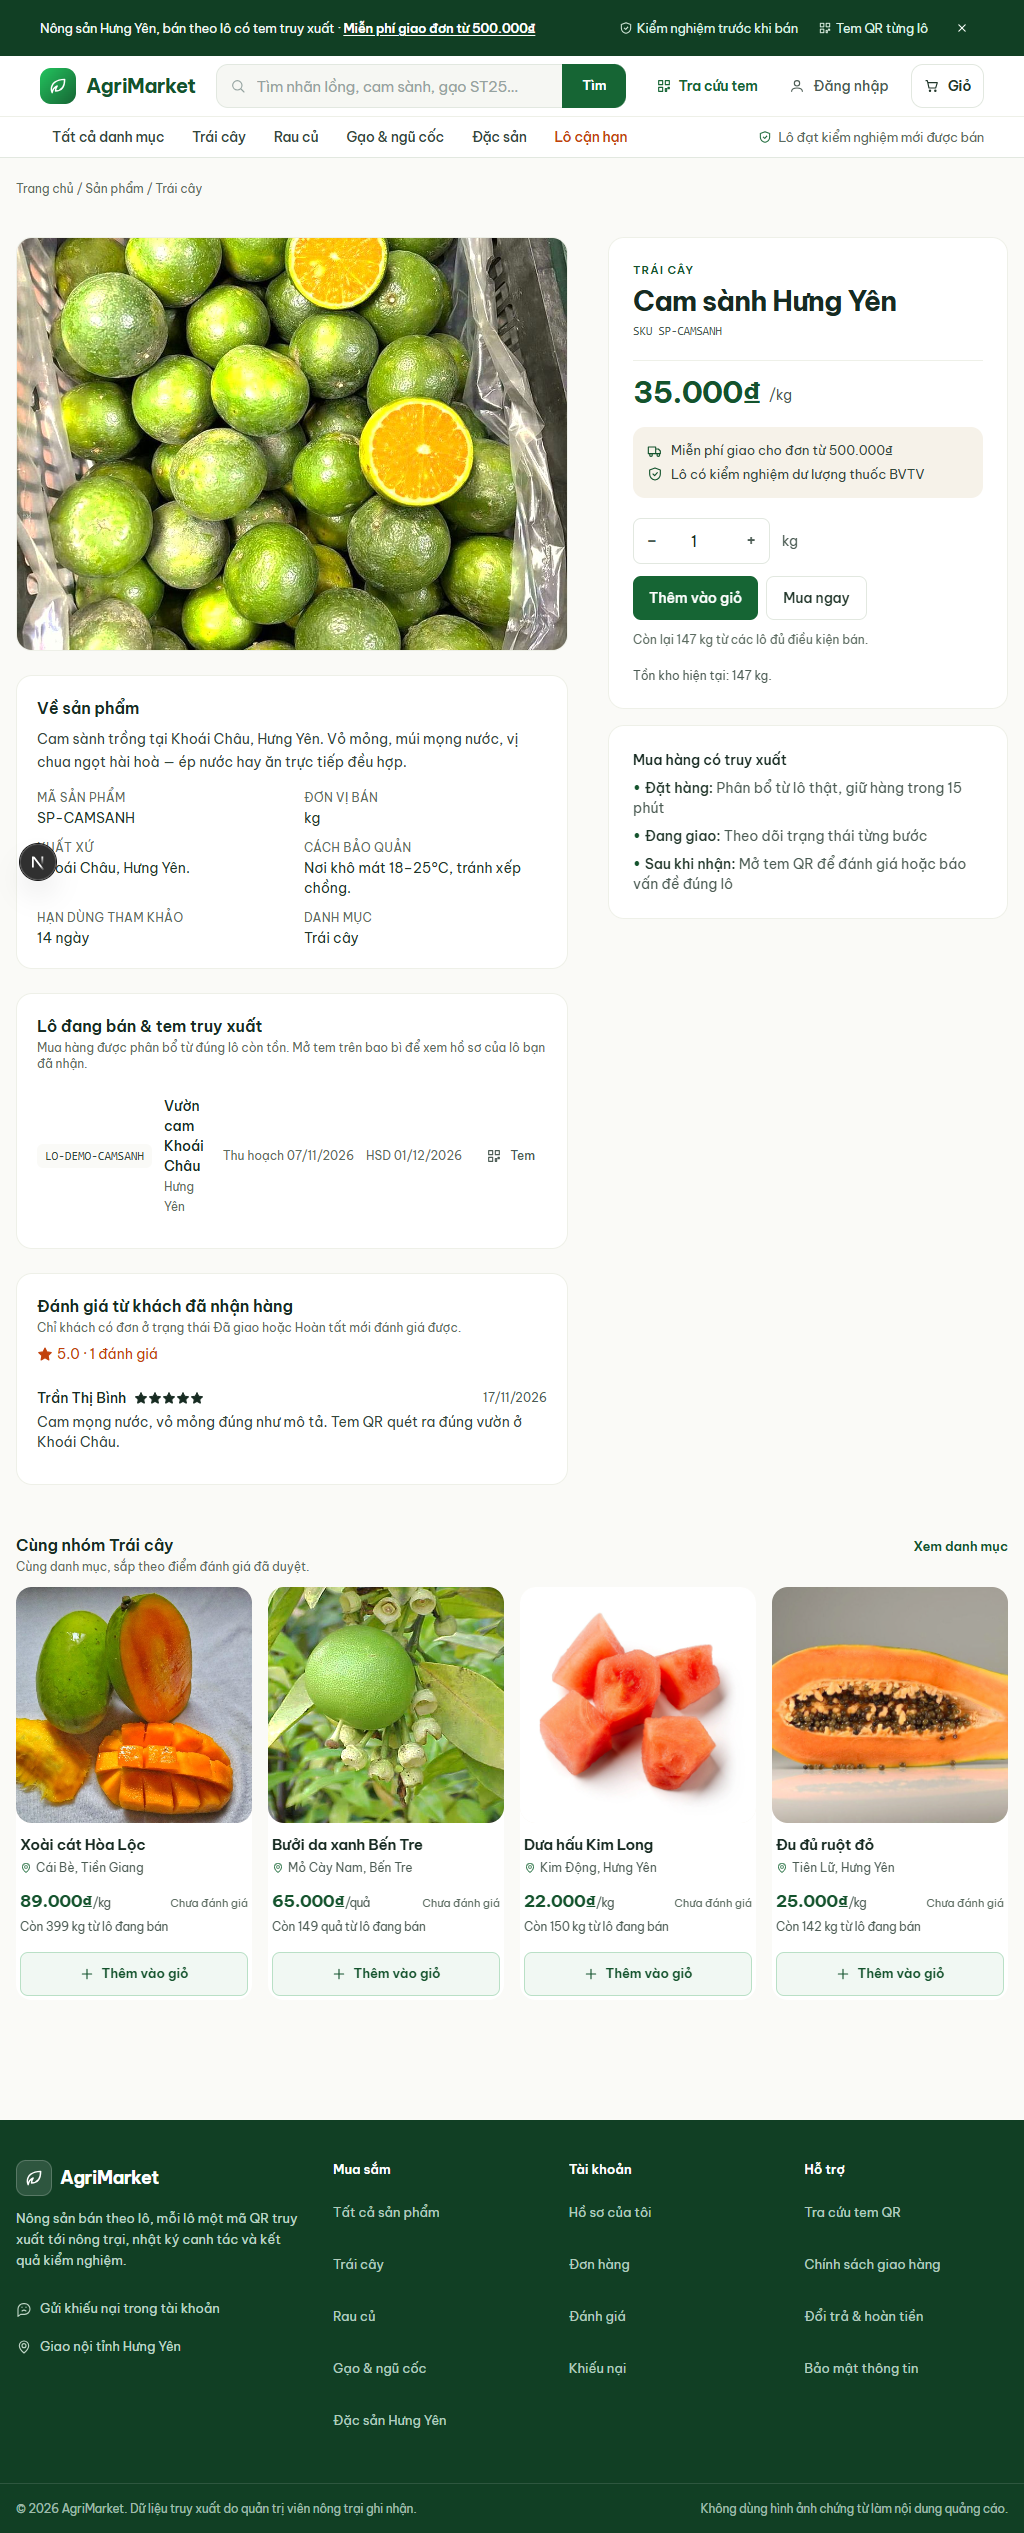 Nông sản Hưng Yên, bán theo lô có tem truy xuất · Miễn phí giao đơn từ 500.000₫
Kiểm nghiệm trước khi bán
Tem QR từng lô
AgriMarket
Tìm nhãn lồng, cam sành, gạo ST25...
Tìm
Tra cứu tem
Đăng nhập
Giỏ
Tất cả danh mục
Trái cây
Rau củ
Gạo & ngũ cốc
Đặc sản
Lô cận hạn
Lô đạt kiểm nghiệm mới được bán
Trang chủ / Sản phẩm / Trái cây
TRÁI CÂY
Cam sành Hưng Yên
SKU SP-CAMSANH
35.000₫ /kg
Miễn phí giao cho đơn từ 500.000₫
Lô có kiểm nghiệm dư lượng thuốc BVTV
− 1 + kg
Thêm vào giỏ
Mua ngay
Còn lại 147 kg từ các lô đủ điều kiện bán.
Tồn kho hiện tại: 147 kg.
Mua hàng có truy xuất
• Đặt hàng: Phân bổ từ lô thật, giữ hàng trong 15
phút
• Đang giao: Theo dõi trạng thái từng bước
• Sau khi nhận: Mở tem QR để đánh giá hoặc báo
vấn đề đúng lô
Về sản phẩm
Cam sành trồng tại Khoái Châu, Hưng Yên. Vỏ mỏng, múi mọng nước, vị
chua ngọt hài hoà — ép nước hay ăn trực tiếp đều hợp.
MÃ SẢN PHẨM
SP-CAMSANH
ĐƠN VỊ BÁN
kg
XUẤT XỨ
Khoái Châu, Hưng Yên.
CÁCH BẢO QUẢN
Nơi khô mát 18–25°C, tránh xếp
chồng.
HẠN DÙNG THAM KHẢO
14 ngày
DANH MỤC
Trái cây
N
Lô đang bán & tem truy xuất
Mua hàng được phân bổ từ đúng lô còn tồn. Mở tem trên bao bì để xem hồ sơ của lô bạn
đã nhận.
LO-DEMO-CAMSANH
Vườn
cam
Khoái
Châu
Hưng
Yên
Thu hoạch 07/11/2026
HSD 01/12/2026
Tem
Đánh giá từ khách đã nhận hàng
Chỉ khách có đơn ở trạng thái Đã giao hoặc Hoàn tất mới đánh giá được.
5.0 · 1 đánh giá
Trần Thị Bình ★★★★★
17/11/2026
Cam mọng nước, vỏ mỏng đúng như mô tả. Tem QR quét ra đúng vườn ở
Khoái Châu.
Cùng nhóm Trái cây
Cùng danh mục, sắp theo điểm đánh giá đã duyệt.
Xem danh mục
Xoài cát Hòa Lộc
Cái Bè, Tiền Giang
89.000₫/kg
Chưa đánh giá
Còn 399 kg từ lô đang bán
Thêm vào giỏ
Bưởi da xanh Bến Tre
Mỏ Cày Nam, Bến Tre
65.000₫/quả
Chưa đánh giá
Còn 149 quả từ lô đang bán
Thêm vào giỏ
Dưa hấu Kim Long
Kim Động, Hưng Yên
22.000₫/kg
Chưa đánh giá
Còn 150 kg từ lô đang bán
Thêm vào giỏ
Đu đủ ruột đỏ
Tiên Lữ, Hưng Yên
25.000₫/kg
Chưa đánh giá
Còn 142 kg từ lô đang bán
Thêm vào giỏ
AgriMarket
Nông sản bán theo lô, mỗi lô một mã QR truy
xuất tới nông trại, nhật ký canh tác và kết
quả kiểm nghiệm.
Gửi khiếu nại trong tài khoản
Giao nội tỉnh Hưng Yên
Mua sắm
Tất cả sản phẩm
Trái cây
Rau củ
Gạo & ngũ cốc
Đặc sản Hưng Yên
Tài khoản
Hồ sơ của tôi
Đơn hàng
Đánh giá
Khiếu nại
Hỗ trợ
Tra cứu tem QR
Chính sách giao hàng
Đổi trả & hoàn tiền
Bảo mật thông tin
© 2026 AgriMarket. Dữ liệu truy xuất do quản trị viên nông trại ghi nhận.
Không dùng hình ảnh chứng từ làm nội dung quảng cáo.